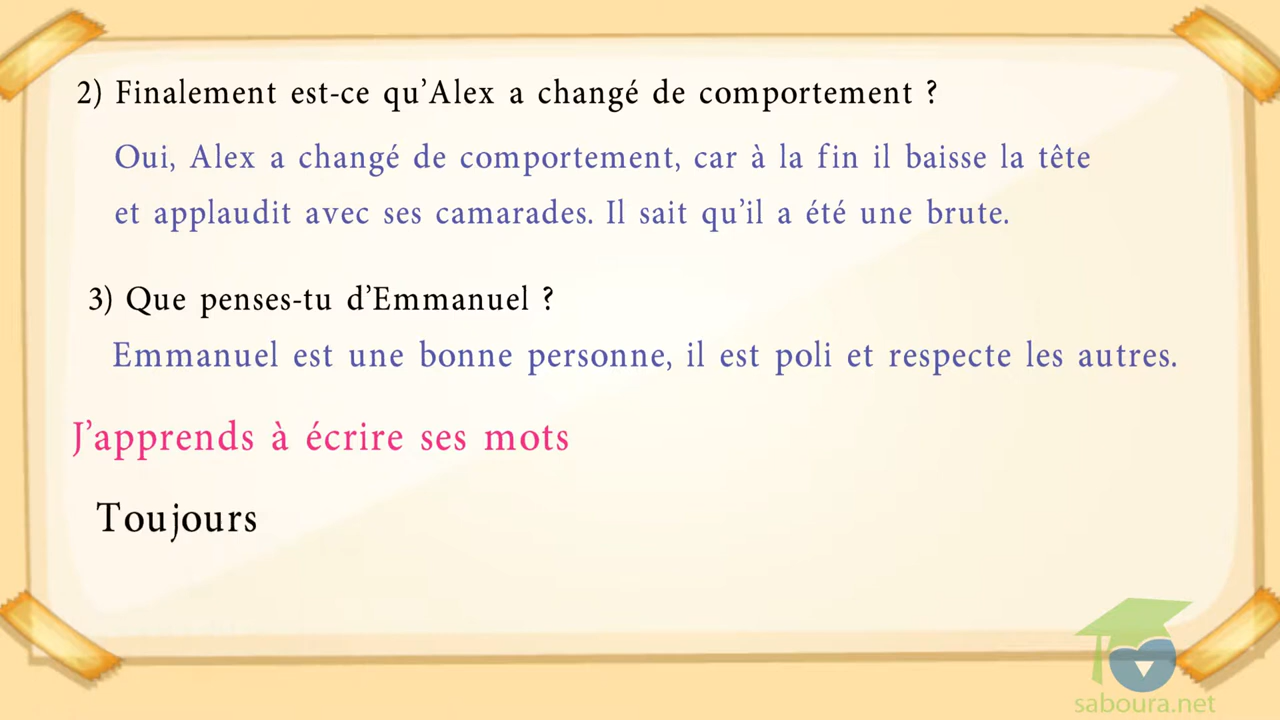 2) Finalement est-ce qu’Alex a changé de comportement ?
Oui, Alex a changé de comportement, car à la fin il baisse la tête
et applaudit avec ses camarades. Il sait qu’il a été une brute.
3) Que penses-tu d’Emmanuel ?
Emmanuel est une bonne personne, il est poli et respecte les autres.
J’apprends à écrire ses mots
Toujours
saboura.net